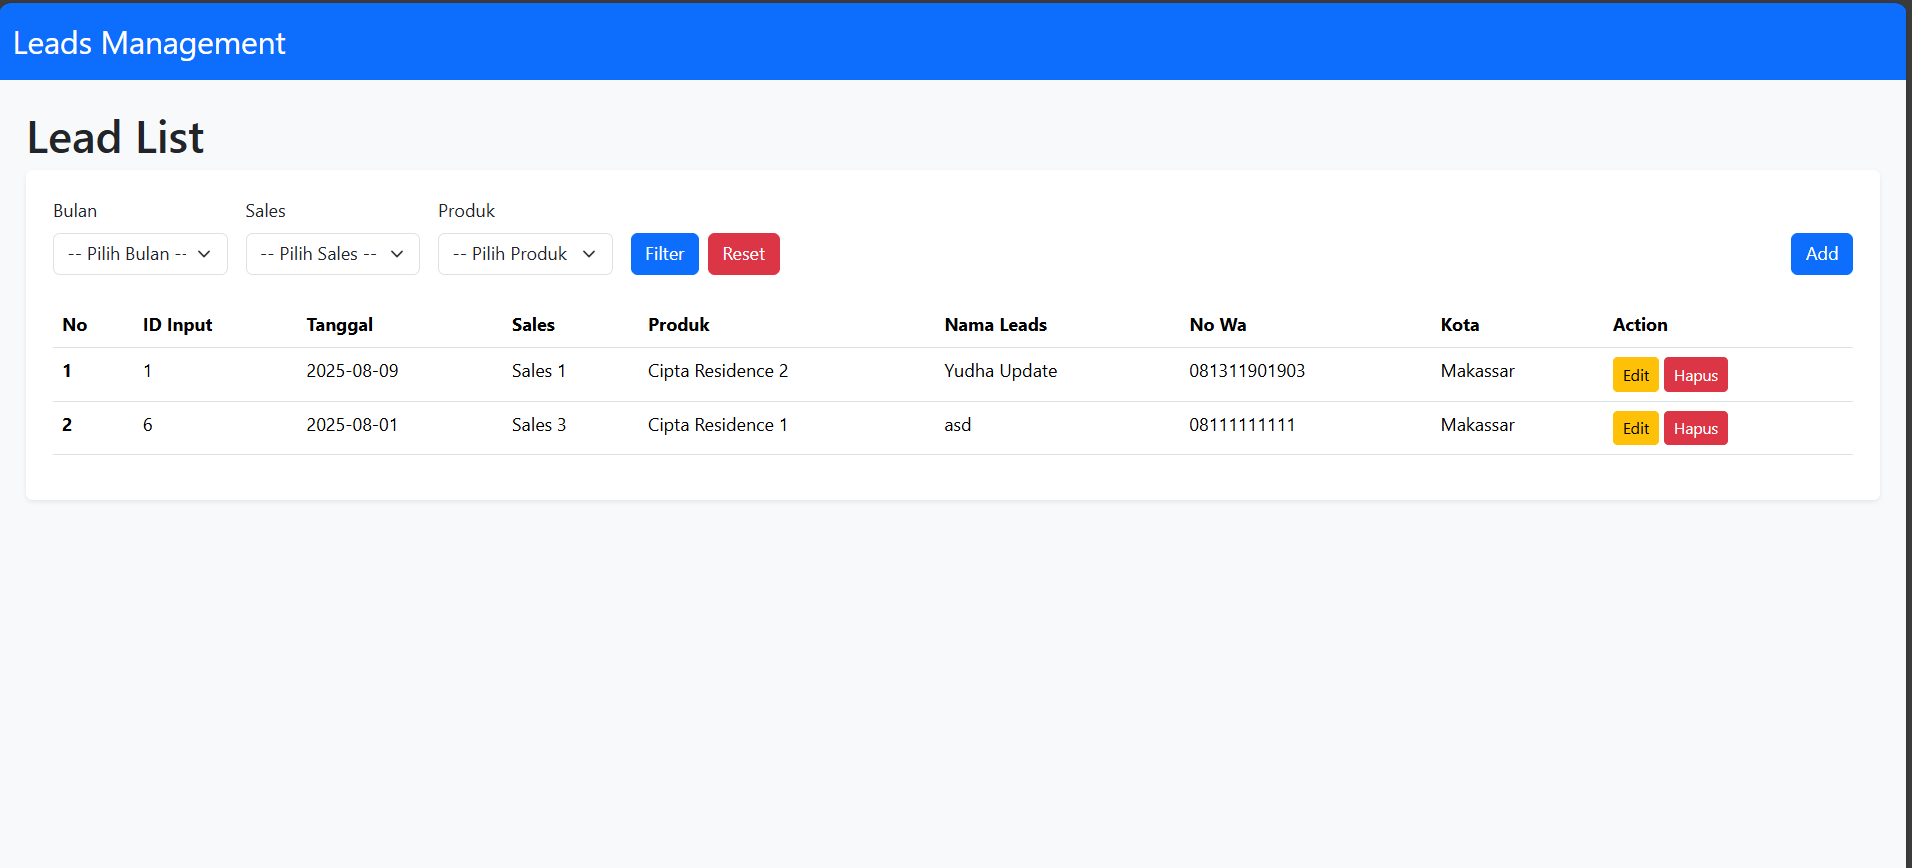 Leads Management
Lead List
Bulan Sales Produk
-- Pilih Bulan -- -- Pilih Sales -- -- Pilih Produk Filter Reset Add
No ID Input Tanggal Sales Produk Nama Leads No Wa Kota Action
1 1 2025-08-09 Sales 1 Cipta Residence 2 Yudha Update 081311901903 Makassar Edit Hapus
2 6 2025-08-01 Sales 3 Cipta Residence 1 asd 08111111111 Makassar Edit Hapus